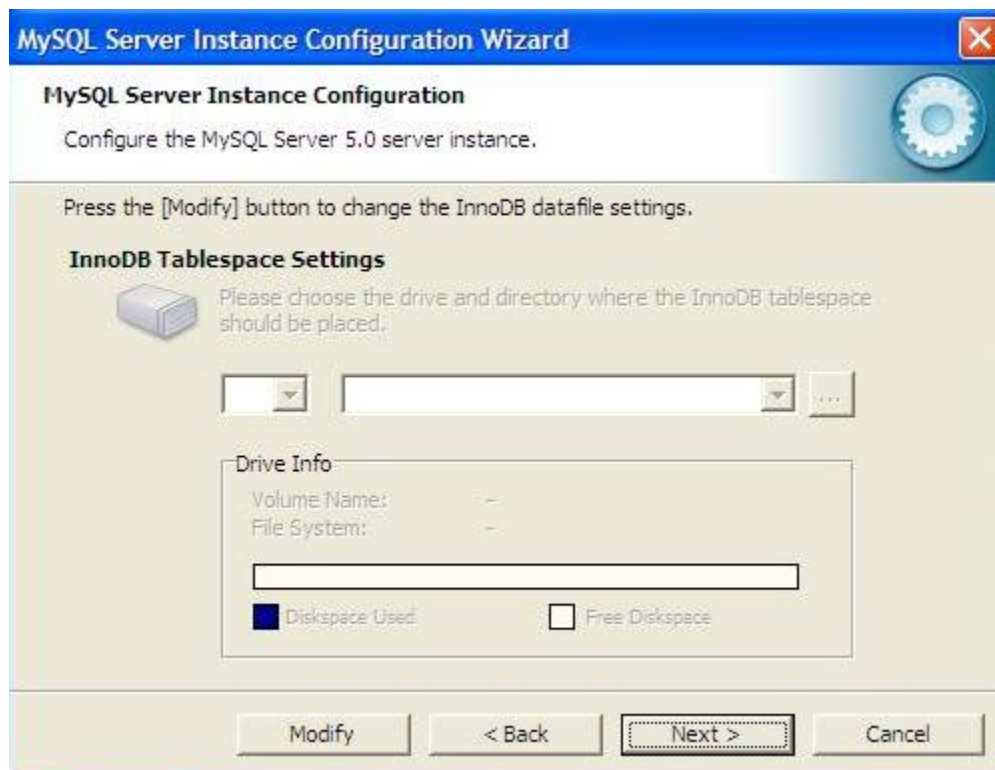 MySQL Server Instance Configuration Wizard
MySQL Server Instance Configuration
Configure the MySQL Server 5.0 server instance.
Press the [Modify] button to change the InnoDB datafile settings.
InnoDB Tablespace Settings
Please choose the drive and directory where the InnoDB tablespace
should be placed.
...
Drive Info
Volume Name: -
File System: -
Diskspace Used Free Diskspace
Modify < Back Next > Cancel